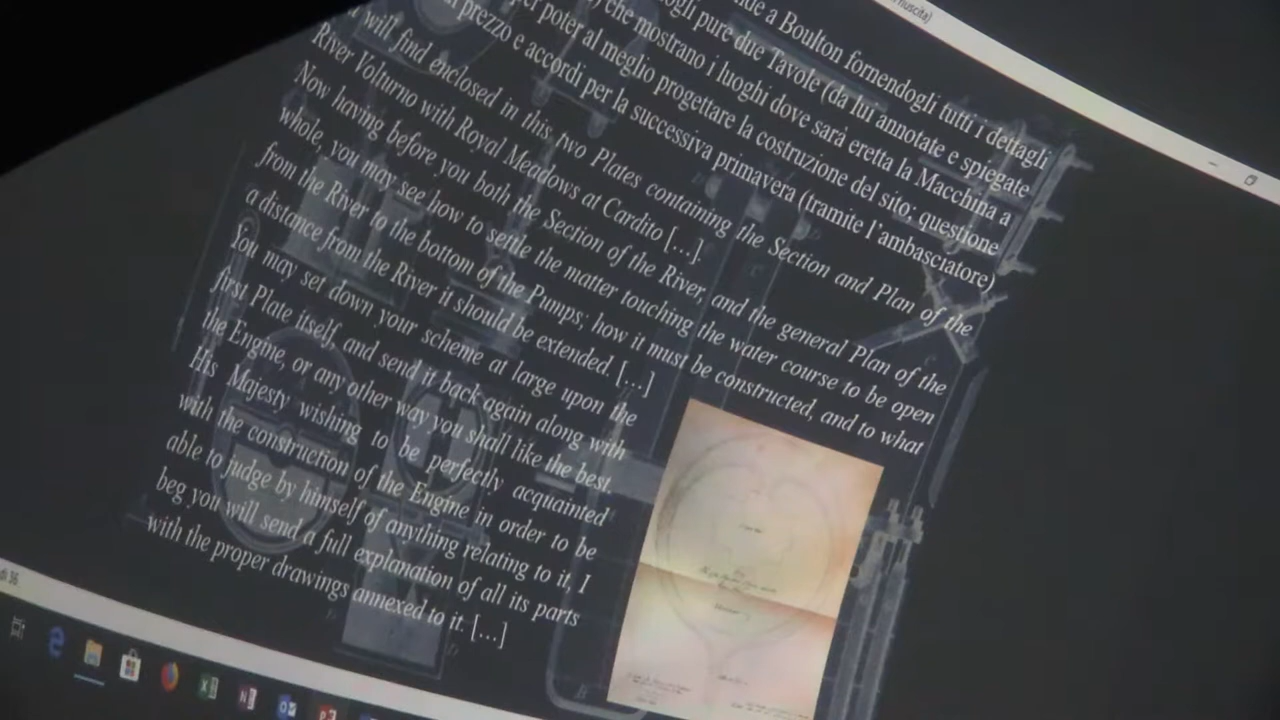 riuscita)
nde a Boulton fornendogli tutti i dettagli
ogli pure due Tavole (da lui annotate e spiegate
che mostrano i luoghi dove sarà eretta la Macchina a
er poter al meglio progettare la costruzione del sito; questione
prezzo e accordi per la successiva primavera (tramite l'ambasciatore)
will find enclosed in this two Plates containing the Section and Plan of the
River Volturno with Royal Meadows at Cardito [...].
Now having before you both the Section of the River, and the general Plan of the
whole, you may see how to settle the matter touching the water course to be open
from the River to the bottom of the Pumps; how it must be constructed, and to what
a distance from the River it should be extended. [...]
You may set down your scheme at large upon the
first Plate itself, and send it back again along with
the Engine, or any other way you shall like the best
His Majesty wishing to be perfectly acquainted
with the construction of the Engine in order to be
able to judge by himself of anything relating to it, I
beg you will send a full explanation of all its parts
with the proper drawings annexed to it. [...]
di 36